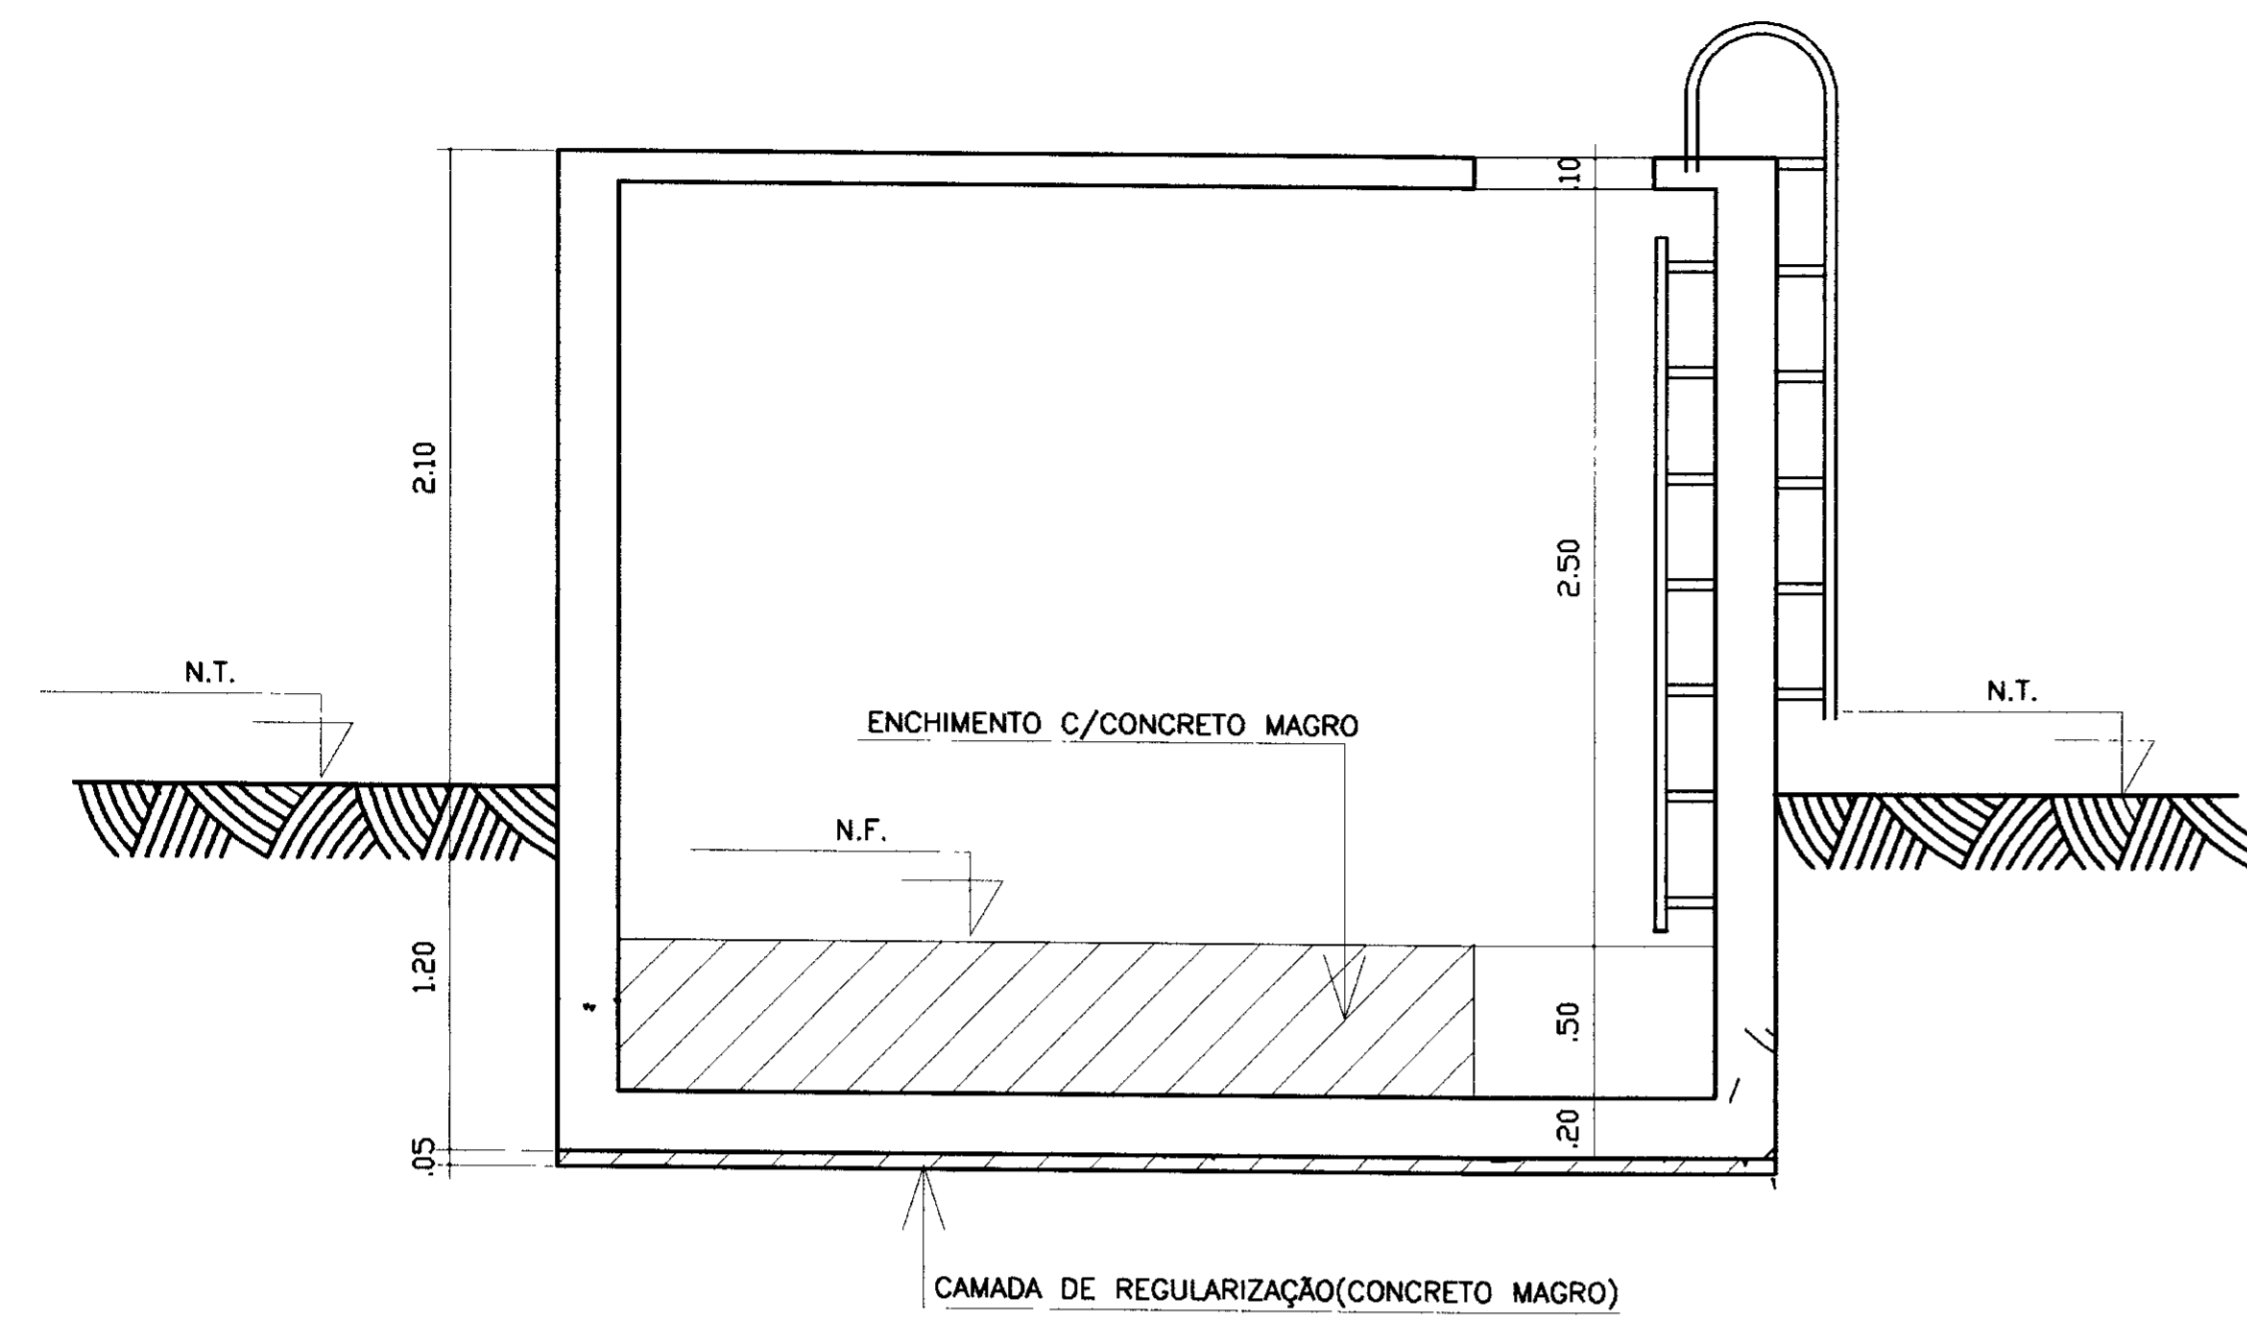 .10
2.10
2.50
N.T.
N.T.
ENCHIMENTO C/CONCRETO MAGRO
N.F.
1.20
.50
.20
.05
CAMADA DE REGULARIZAÇÃO(CONCRETO MAGRO)